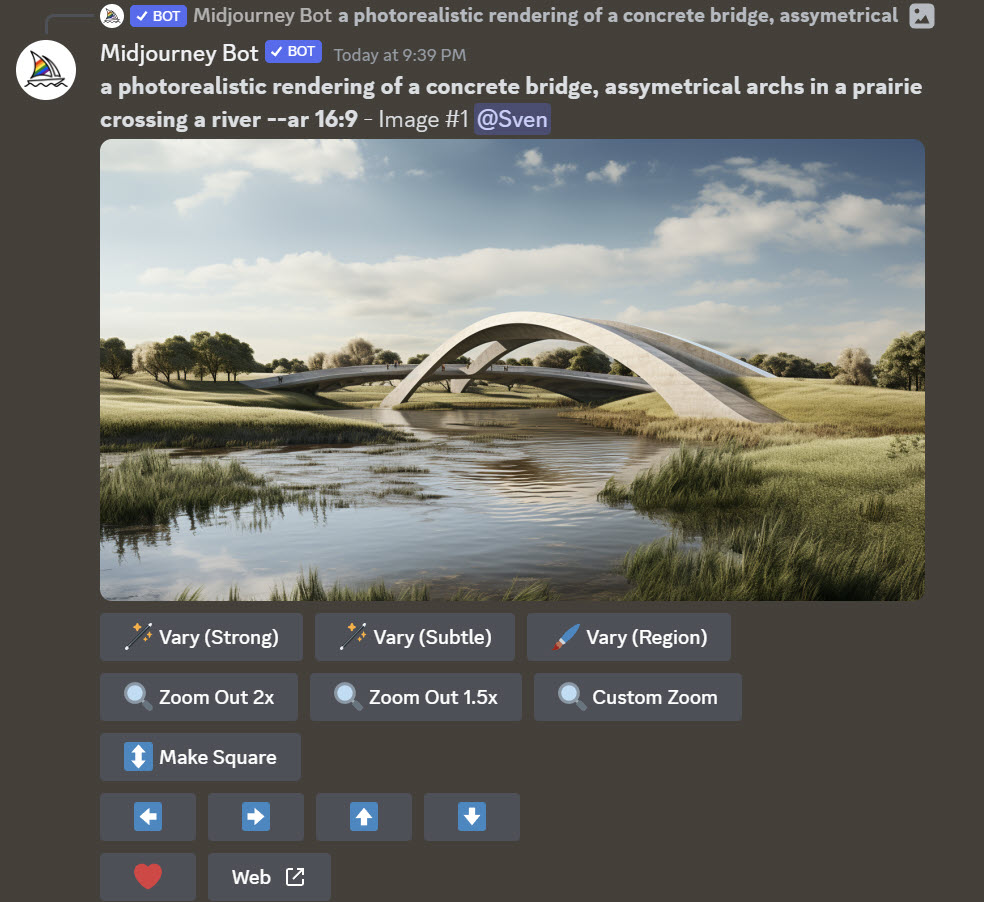 BOT Midjourney Bot a photorealistic rendering of a concrete bridge, assymetrical
Midjourney Bot BOT Today at 9:39 PM
a photorealistic rendering of a concrete bridge, assymetrical archs in a prairie
crossing a river --ar 16:9 - Image #1 @Sven
Vary (Strong) Vary (Subtle) Vary (Region)
Zoom Out 2x Zoom Out 1.5x Custom Zoom
Make Square
Web